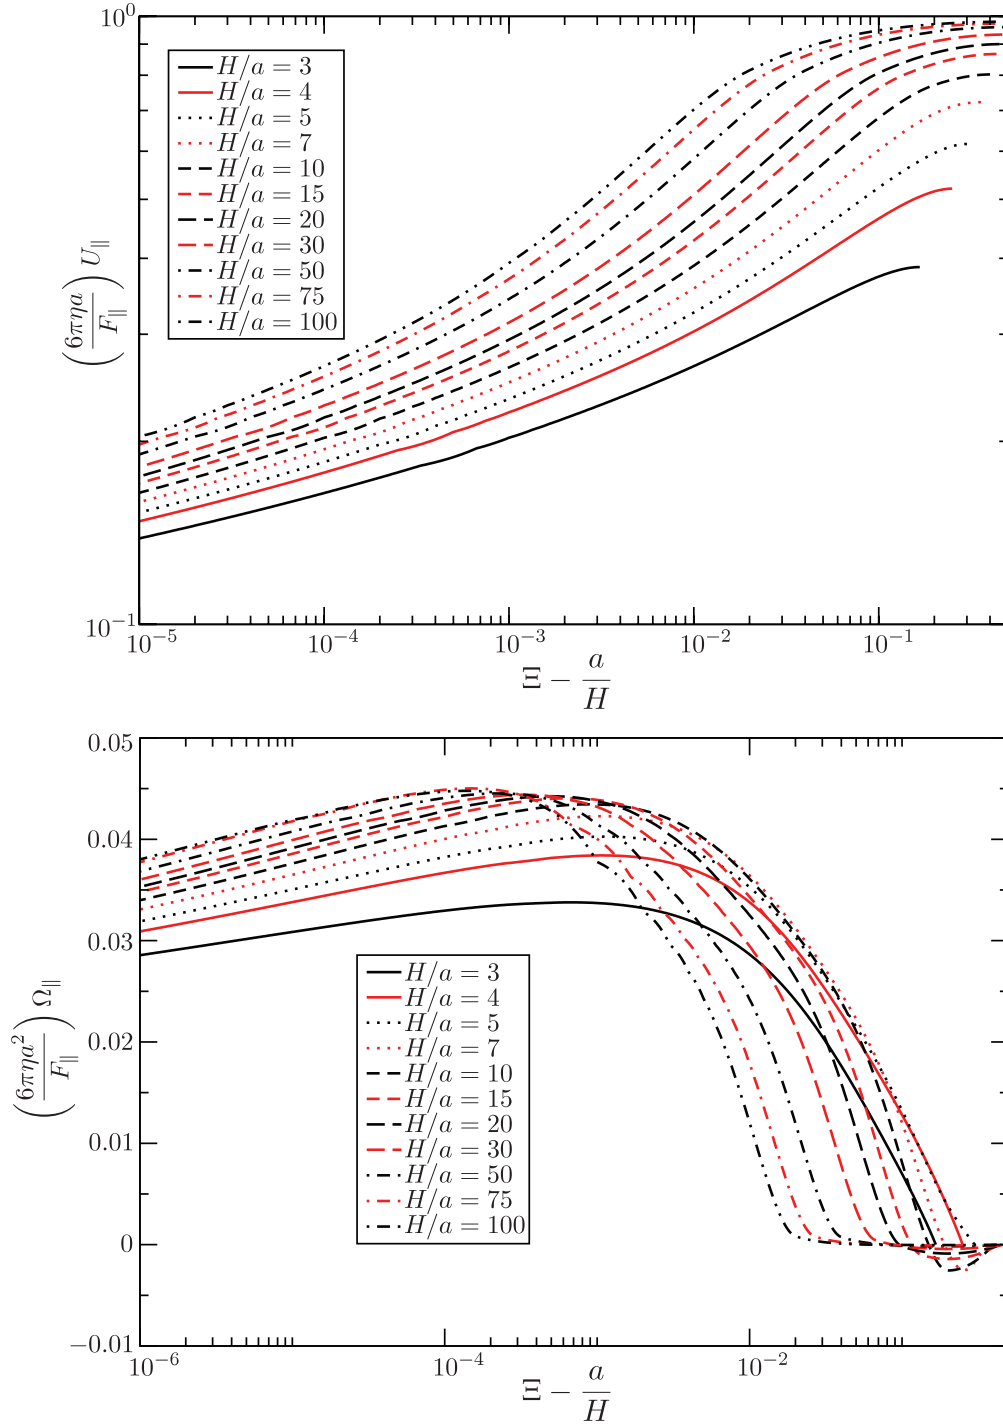 10^0
H/a = 3
H/a = 4
H/a = 5
H/a = 7
H/a = 10
H/a = 15
H/a = 20
H/a = 30
H/a = 50
H/a = 75
H/a = 100
(6πηa / F_∥) U_∥
10^-1
10^-5 10^-4 10^-3 10^-2 10^-1
Ξ − a/H
0.05
0.04
0.03
0.02
0.01
0
−0.01
(6πηa^2 / F_∥) Ω_∥
H/a = 3
H/a = 4
H/a = 5
H/a = 7
H/a = 10
H/a = 15
H/a = 20
H/a = 30
H/a = 50
H/a = 75
H/a = 100
10^-6 10^-4 10^-2
Ξ − a/H